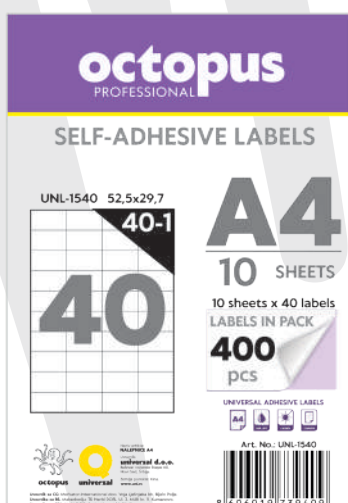 octopus
PROFESSIONAL
SELF-ADHESIVE LABELS
UNL-1540 52,5x29,7
40-1
40
A4
10 SHEETS
10 sheets x 40 labels
LABELS IN PACK
400
pcs
UNIVERSAL ADHESIVE LABELS
A4
Art. No.: UNL-1540
NALEPNICE A4
universal d.o.o.
octopus
universal